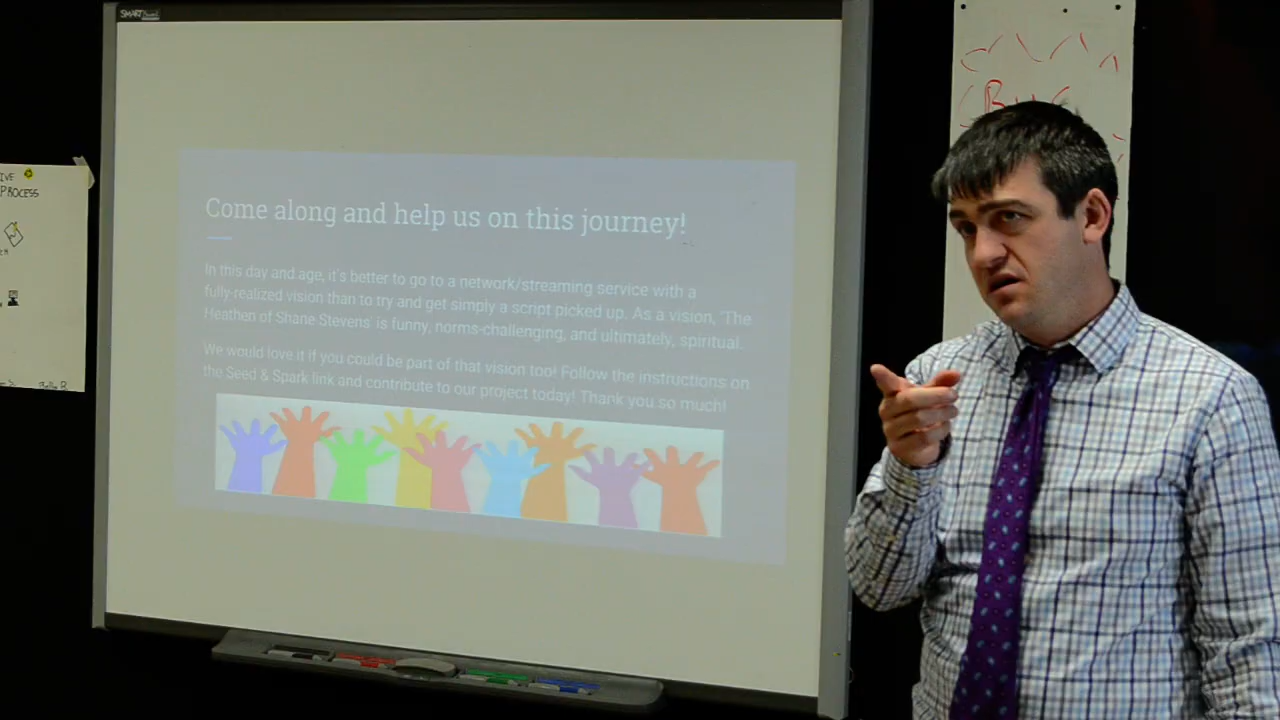 SMART Board
IVE
PROCESS
Come along and help us on this journey!
In this day and age, it's better to go to a network/streaming service with a
fully-realized vision than to try and get simply a script picked up. As a vision, 'The
Heathen of Shane Stevens' is funny, norms-challenging, and ultimately, spiritual.
We would love it if you could be part of that vision too! Follow the instructions on
the Seed & Spark link and contribute to our project today! Thank you so much!